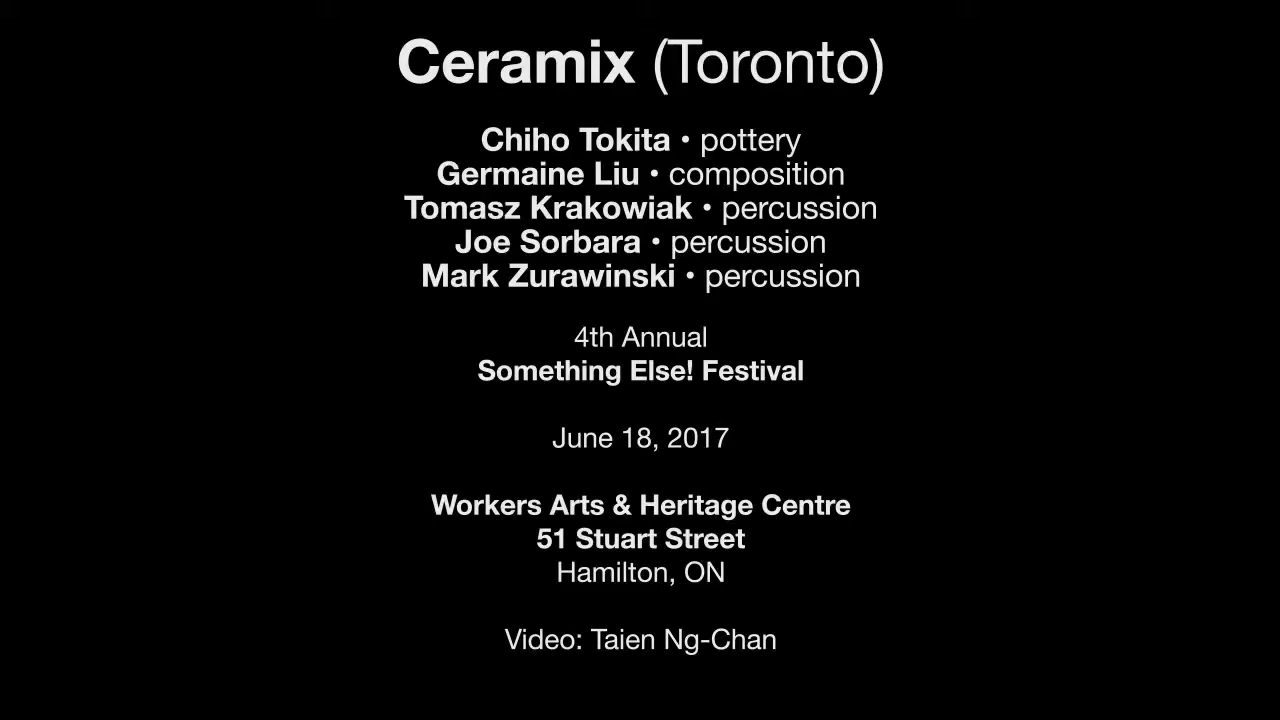 Ceramix (Toronto)
Chiho Tokita • pottery
Germaine Liu • composition
Tomasz Krakowiak • percussion
Joe Sorbara • percussion
Mark Zurawinski • percussion
4th Annual
Something Else! Festival
June 18, 2017
Workers Arts & Heritage Centre
51 Stuart Street
Hamilton, ON
Video: Taien Ng-Chan